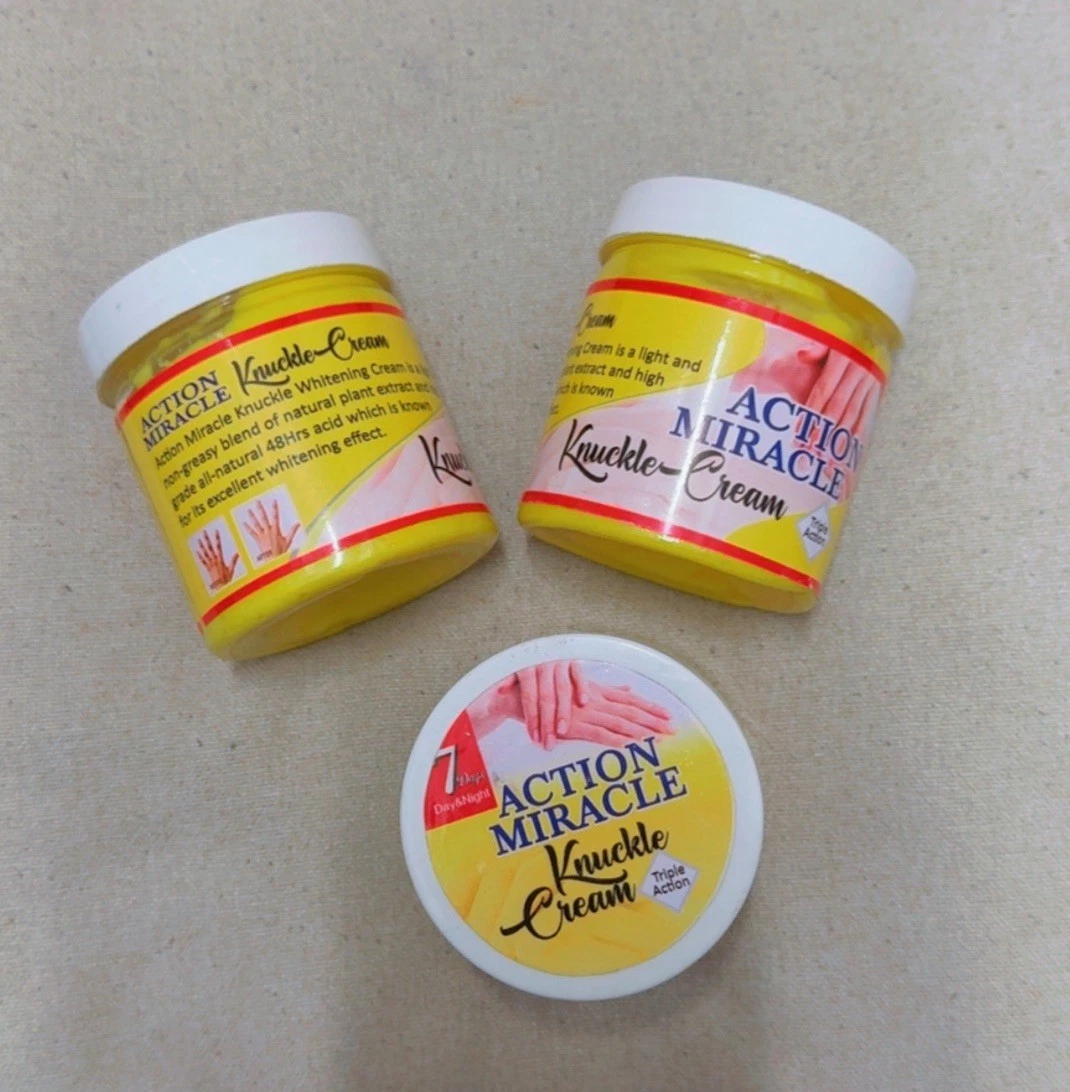 ACTION
MIRACLE
Knuckle Cream
Action Miracle Knuckle Whitening Cream is a
non-greasy blend of natural plant extract and
grade all-natural 48Hrs acid which is known
for its excellent whitening effect.
Cream
Cream is a light and
extract and high
which is known
ACTION
MIRACLE
Knuckle Cream
Triple
Action
7 Days
Day&Night
ACTION
MIRACLE
Knuckle
Cream
Triple
Action